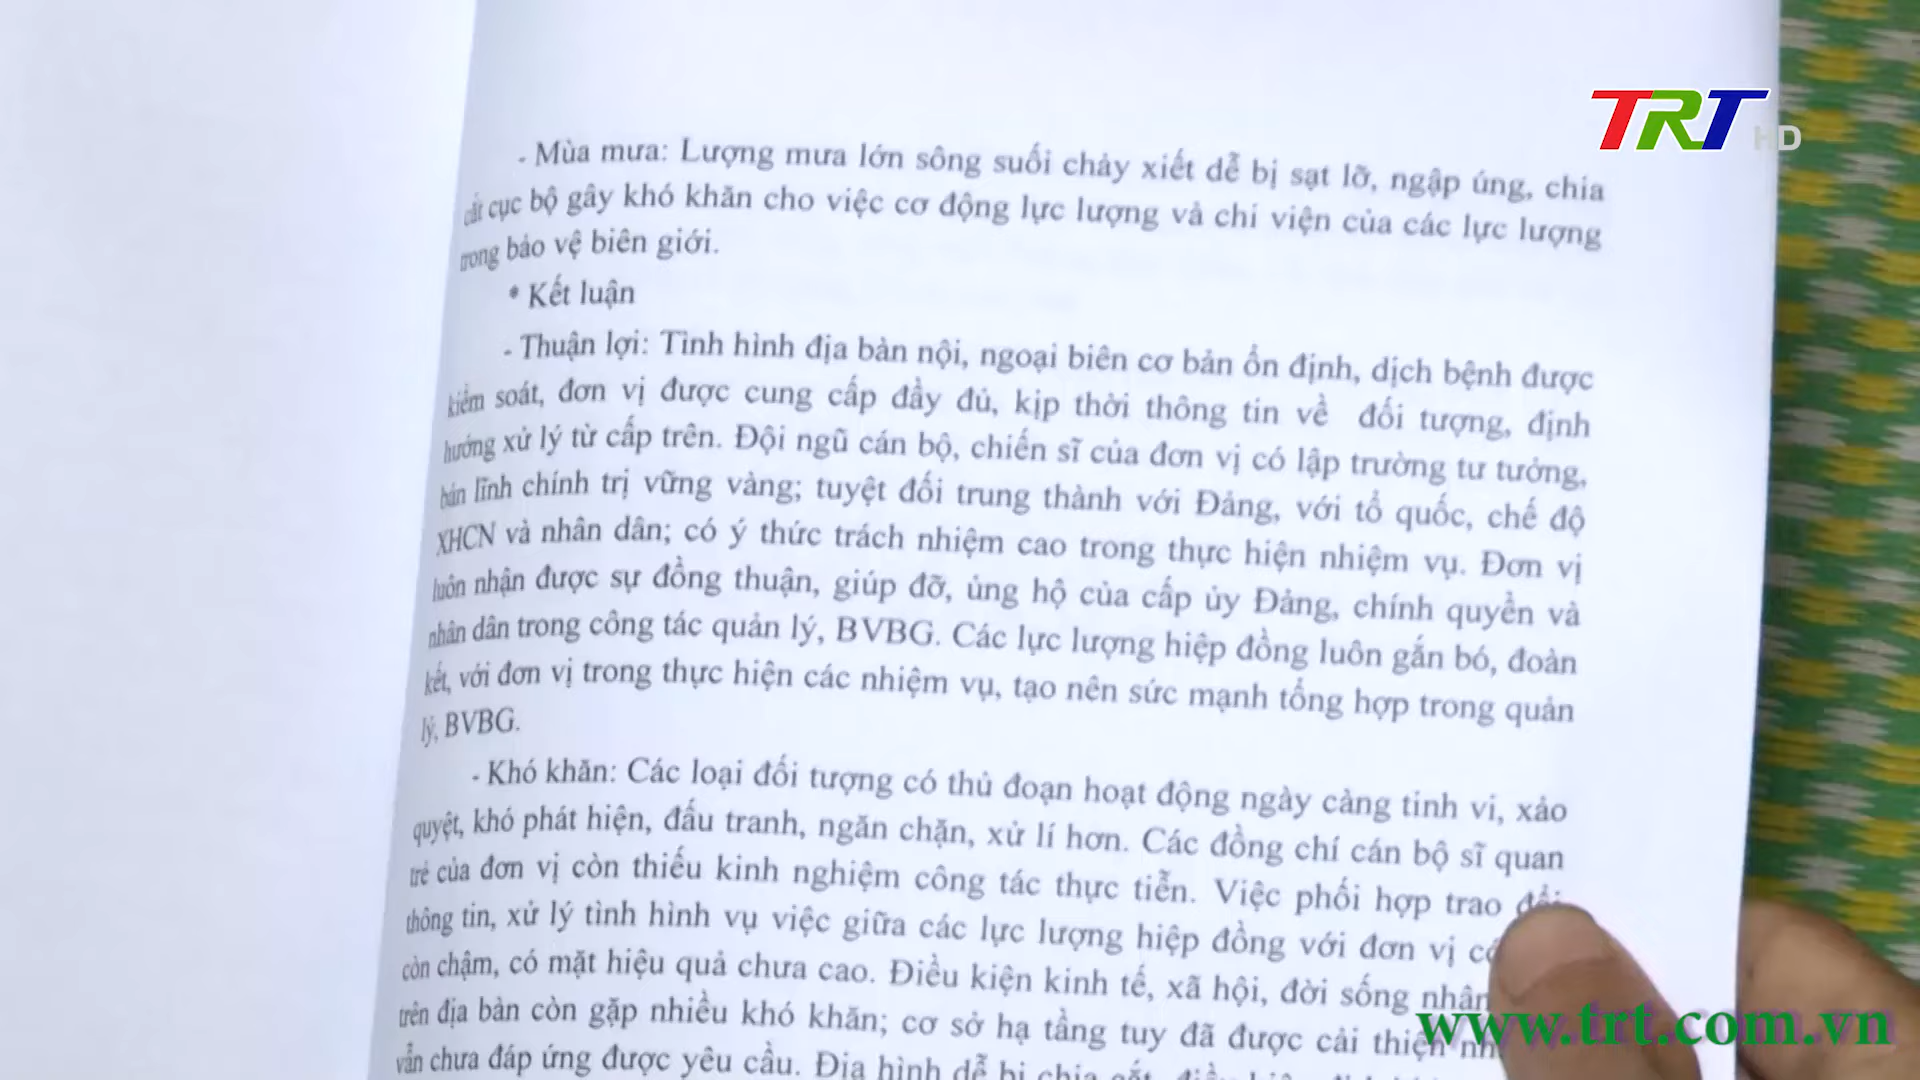 TRT HD
- Mùa mưa: Lượng mưa lớn sông suối chảy xiết dễ bị sạt lỡ, ngập úng, chia
cắt cục bộ gây khó khăn cho việc cơ động lực lượng và chi viện của các lực lượng
trong bảo vệ biên giới.
* Kết luận
- Thuận lợi: Tình hình địa bàn nội, ngoại biên cơ bản ổn định, dịch bệnh được
kiểm soát, đơn vị được cung cấp đầy đủ, kịp thời thông tin về đối tượng, định
hướng xử lý từ cấp trên. Đội ngũ cán bộ, chiến sĩ của đơn vị có lập trường tư tưởng,
bản lĩnh chính trị vững vàng; tuyệt đối trung thành với Đảng, với tổ quốc, chế độ
XHCN và nhân dân; có ý thức trách nhiệm cao trong thực hiện nhiệm vụ. Đơn vị
luôn nhận được sự đồng thuận, giúp đỡ, ủng hộ của cấp ủy Đảng, chính quyền và
nhân dân trong công tác quản lý, BVBG. Các lực lượng hiệp đồng luôn gắn bó, đoàn
kết, với đơn vị trong thực hiện các nhiệm vụ, tạo nên sức mạnh tổng hợp trong quản
lý, BVBG.
- Khó khăn: Các loại đối tượng có thủ đoạn hoạt động ngày càng tinh vi, xảo
quyệt, khó phát hiện, đấu tranh, ngăn chặn, xử lí hơn. Các đồng chí cán bộ sĩ quan
trẻ của đơn vị còn thiếu kinh nghiệm công tác thực tiễn. Việc phối hợp trao đổi
thông tin, xử lý tình hình vụ việc giữa các lực lượng hiệp đồng với đơn vị
còn chậm, có mặt hiệu quả chưa cao. Điều kiện kinh tế, xã hội, đời sống nhân
trên địa bàn còn gặp nhiều khó khăn; cơ sở hạ tầng tuy đã được cải thiện
vẫn chưa đáp ứng được yêu cầu. Địa hình dễ bị chia cắt,
www.trt.com.vn